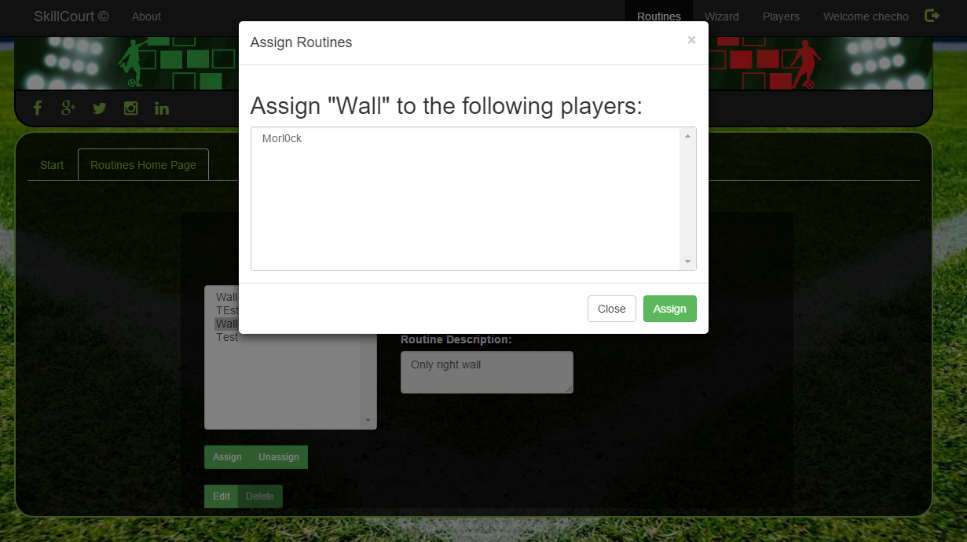 SkillCourt © About Routines Wizard Players Welcome checho
Assign Routines ×
Assign "Wall" to the following players:
Morl0ck
Close Assign
Start Routines Home Page
Wall
TEst
Wall
Test
Routine Description:
Only right wall
Assign Unassign
Edit Delete